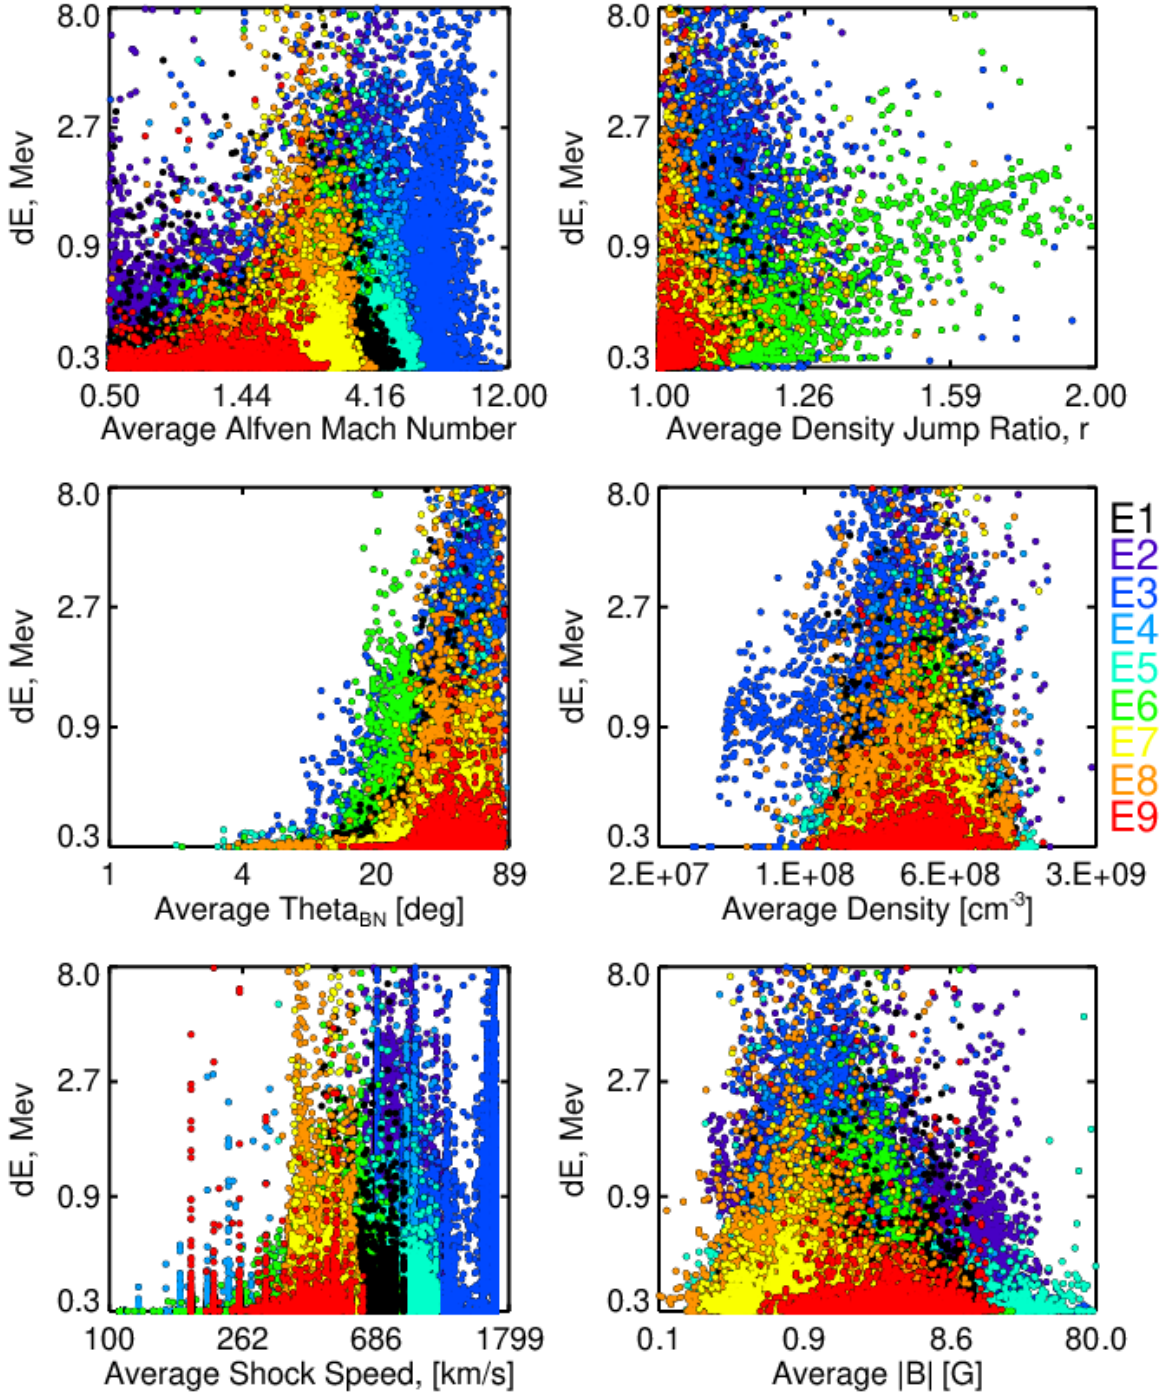 8.0
2.7
0.9
0.3
dE, Mev
0.50 1.44 4.16 12.00
Average Alfven Mach Number
8.0
2.7
0.9
0.3
dE, Mev
1.00 1.26 1.59 2.00
Average Density Jump Ratio, r
8.0
2.7
0.9
0.3
dE, Mev
1 4 20 89
Average Theta_BN [deg]
8.0
2.7
0.9
0.3
dE, Mev
2.E+07 1.E+08 6.E+08 3.E+09
Average Density [cm⁻³]
E1
E2
E3
E4
E5
E6
E7
E8
E9
8.0
2.7
0.9
0.3
dE, Mev
100 262 686 1799
Average Shock Speed, [km/s]
8.0
2.7
0.9
0.3
dE, Mev
0.1 0.9 8.6 80.0
Average |B| [G]